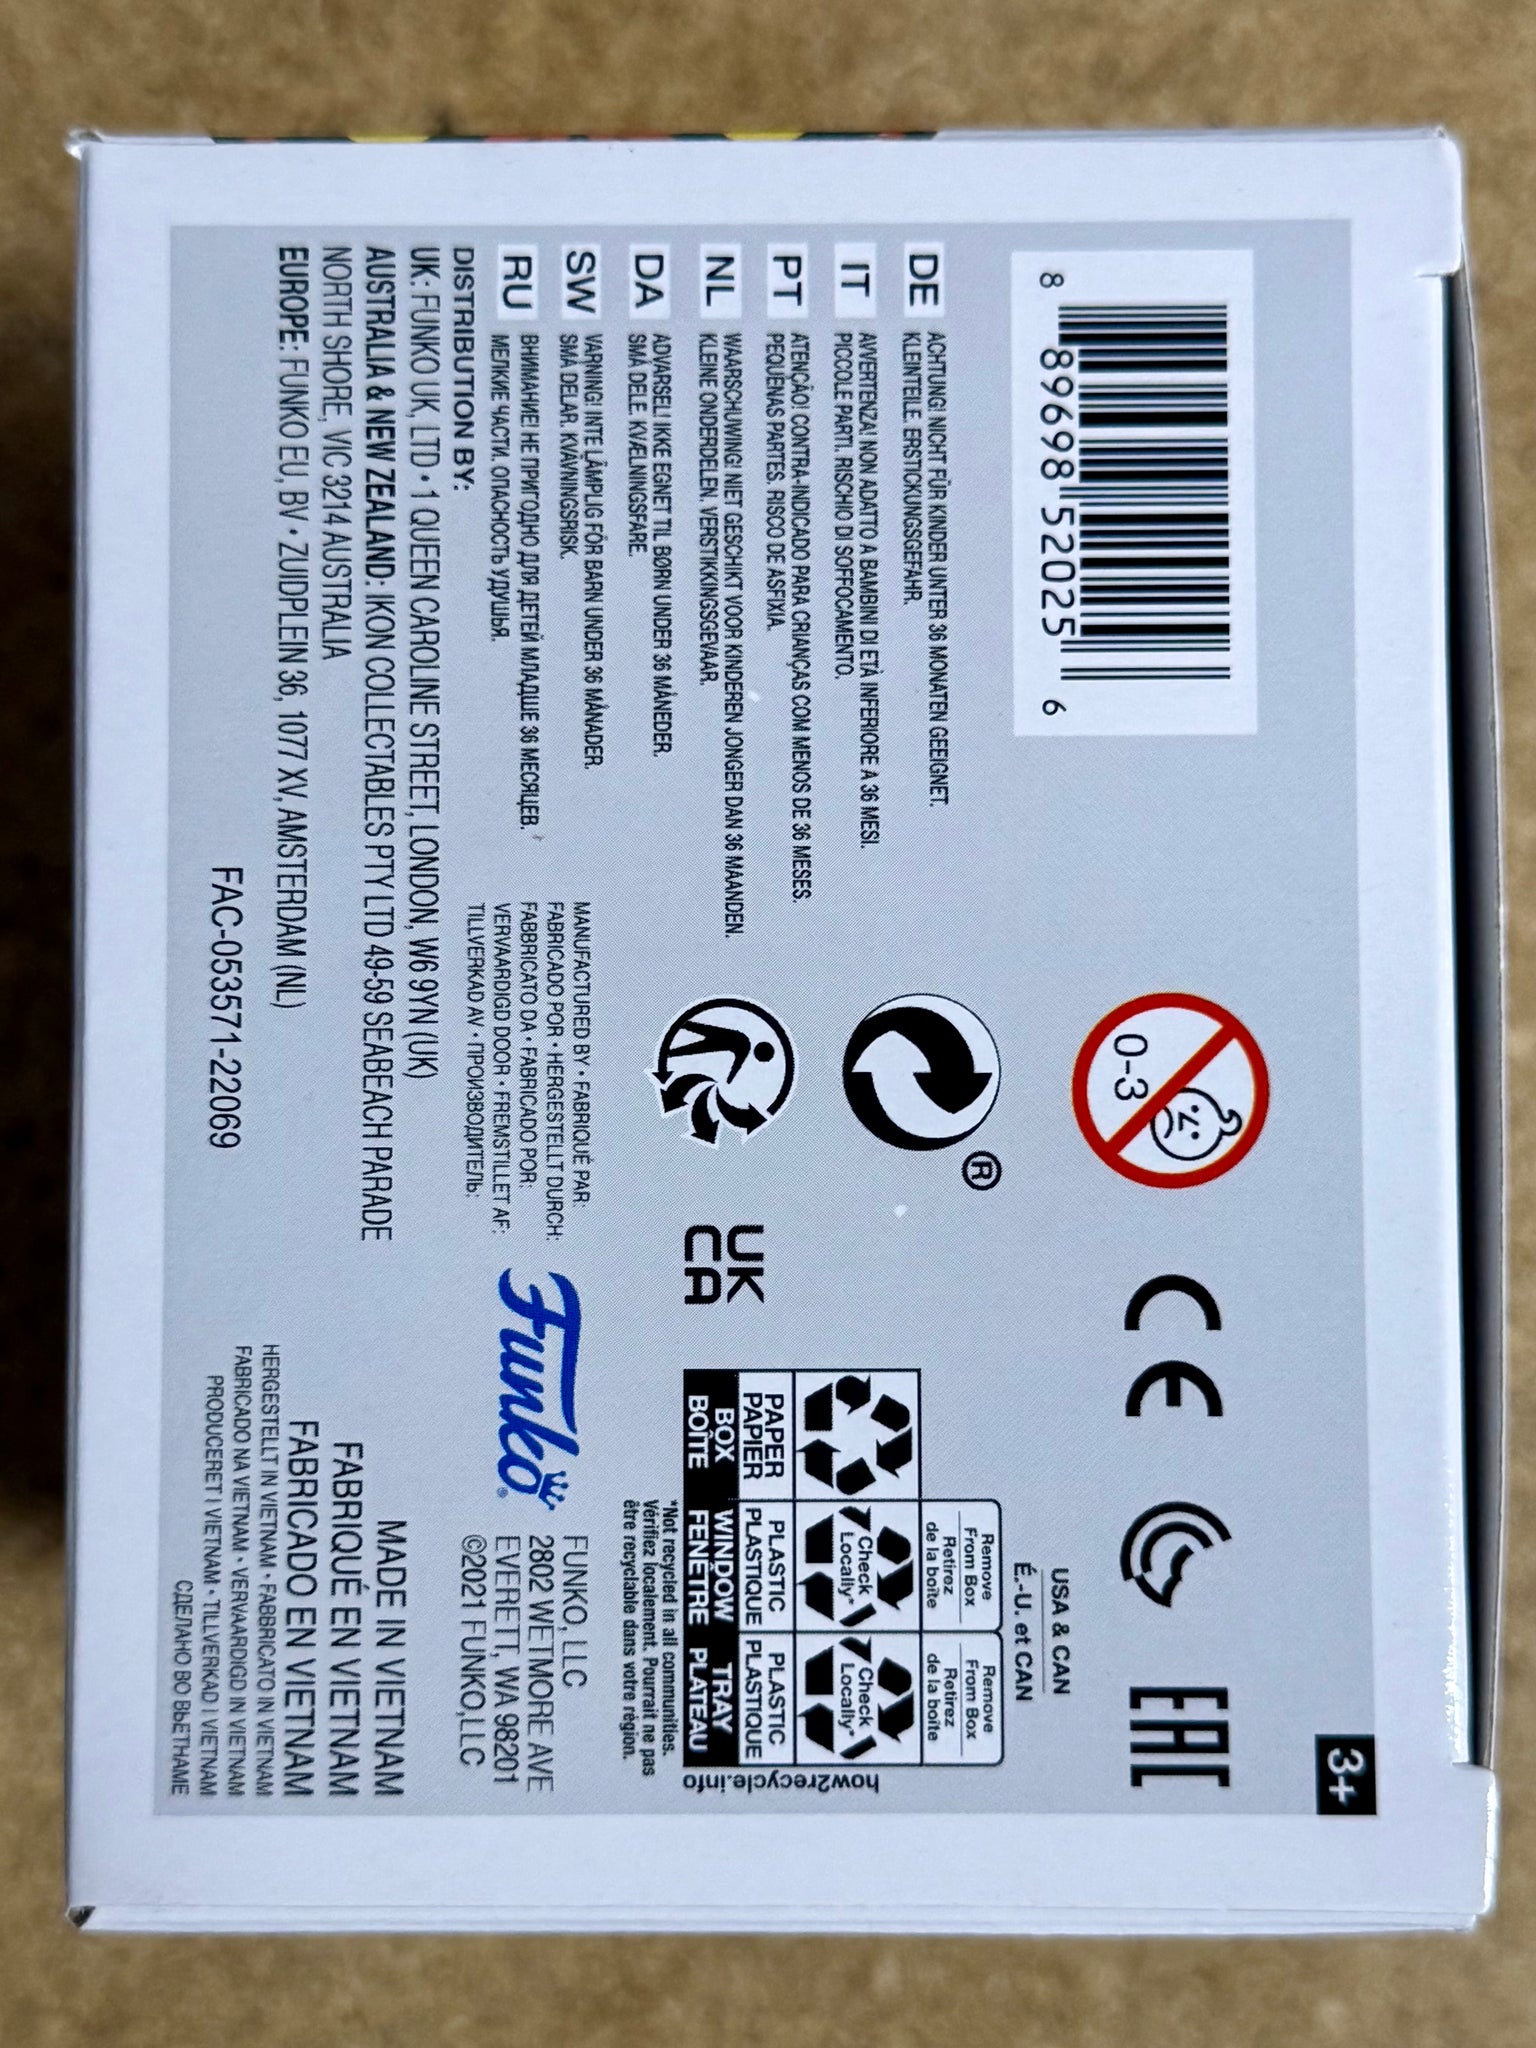 3+
8 89698 52025 6
0-3
CE
EAC
DE ACHTUNG! NICHT FÜR KINDER UNTER 36 MONATEN GEEIGNET.
KLEINTEILE. ERSTICKUNGSGEFAHR.
IT AVVERTENZA! NON ADATTO A BAMBINI DI ETÀ INFERIORE A 36 MESI.
PICCOLE PARTI. RISCHIO DI SOFFOCAMENTO.
PT ATENÇÃO! CONTRA-INDICADO PARA CRIANÇAS COM MENOS DE 36 MESES.
PEQUENAS PARTES. RISCO DE ASFIXIA.
NL WAARSCHUWING! NIET GESCHIKT VOOR KINDEREN JONGER DAN 36 MAANDEN.
KLEINE ONDERDELEN. VERSTIKKINGSGEVAAR.
DA ADVARSEL! IKKE EGNET TIL BØRN UNDER 36 MÅNEDER.
SMÅ DELE. KVÆLNINGSFARE.
SW VARNING! INTE LÄMPLIG FÖR BARN UNDER 36 MÅNADER.
SMÅ DELAR. KVÄVNINGSRISK.
RU ВНИМАНИЕ! НЕ ПРИГОДНО ДЛЯ ДЕТЕЙ МЛАДШЕ 36 МЕСЯЦЕВ.
МЕЛКИЕ ЧАСТИ. ОПАСНОСТЬ УДУШЬЯ.
®
UK
CA
USA & CAN
É.-U. et CAN
Remove
From Box
Retirez
de la boîte
Remove
From Box
Retirez
de la boîte
Check
Locally*
Check
Locally*
PAPER
PAPIER
PLASTIC
PLASTIQUE
PLASTIC
PLASTIQUE
BOX
BOÎTE
WINDOW
FENÊTRE
TRAY
PLATEAU
how2recycle.info
*Not recycled in all communities.
Vérifiez localement. Pourrait ne pas
être recyclable dans votre région.
DISTRIBUTION BY:
UK: FUNKO UK, LTD • 1 QUEEN CAROLINE STREET, LONDON, W6 9YN (UK)
AUSTRALIA & NEW ZEALAND: IKON COLLECTABLES PTY LTD 49-59 SEABEACH PARADE
NORTH SHORE, VIC 3214 AUSTRALIA
EUROPE: FUNKO EU, BV • ZUIDPLEIN 36, 1077 XV, AMSTERDAM (NL)
FAC-053571-22069
MANUFACTURED BY • FABRIQUÉ PAR:
FABRICADO POR • HERGESTELLT DURCH:
FABBRICATO DA • FABRICADO POR:
VERVAARDIGD DOOR • FREMSTILLET AF:
TILLVERKAD AV • ПРОИЗВОДИТЕЛЬ:
Funko®
FUNKO, LLC
2802 WETMORE AVE
EVERETT, WA 98201
©2021 FUNKO,LLC
MADE IN VIETNAM
FABRIQUÉ EN VIETNAM
FABRICADO EN VIETNAM
HERGESTELLT IN VIETNAM • FABBRICATO IN VIETNAM
FABRICADO NA VIETNAM • VERVAARDIGD IN VIETNAM
PRODUCERET I VIETNAM • TILLVERKAD I VIETNAM
СДЕЛАНО ВО ВЬЕТНАМЕ